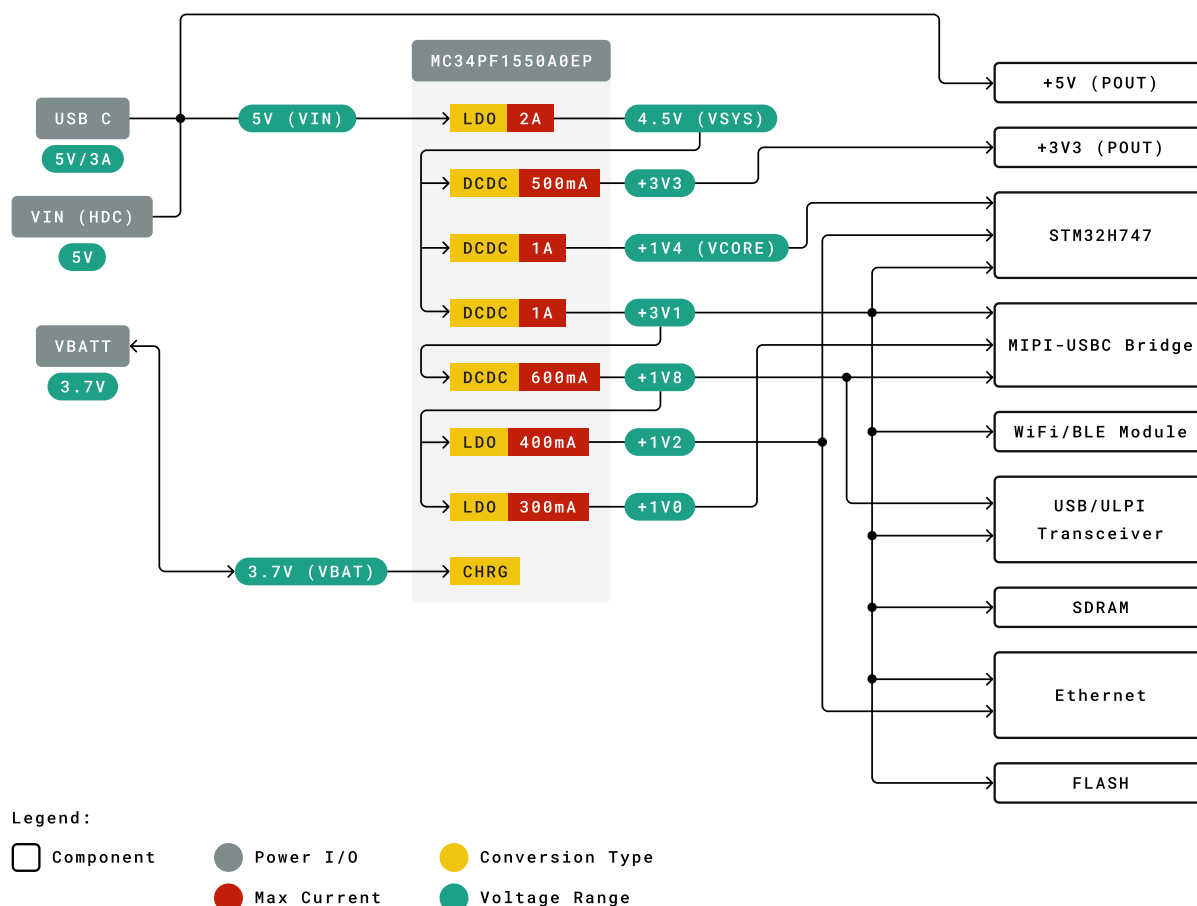 MC34PF1550A0EP
+5V (POUT)
USB C
5V (VIN)
LDO 2A
4.5V (VSYS)
5V/3A
+3V3 (POUT)
DCDC 500mA
+3V3
VIN (HDC)
5V
DCDC 1A
+1V4 (VCORE)
STM32H747
DCDC 1A
+3V1
VBATT
3.7V
MIPI-USBC Bridge
DCDC 600mA
+1V8
LDO 400mA
+1V2
WiFi/BLE Module
LDO 300mA
+1V0
USB/ULPI
Transceiver
3.7V (VBAT)
CHRG
SDRAM
Ethernet
FLASH
Legend:
Component
Power I/O
Conversion Type
Max Current
Voltage Range